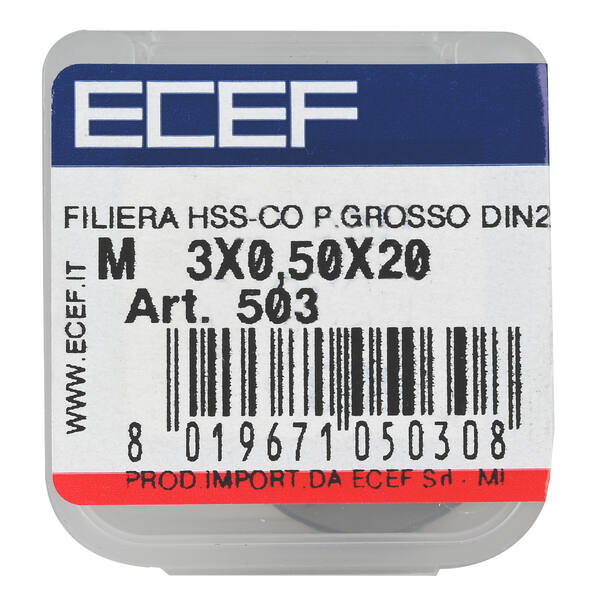 ECEF
FILIERA HSS-CO P.GROSSO DIN2
M 3X0,50X20
Art. 503
WWW.ECEF.IT
8 019671 050308
PROD IMPORT.DA ECEF Srl - MI